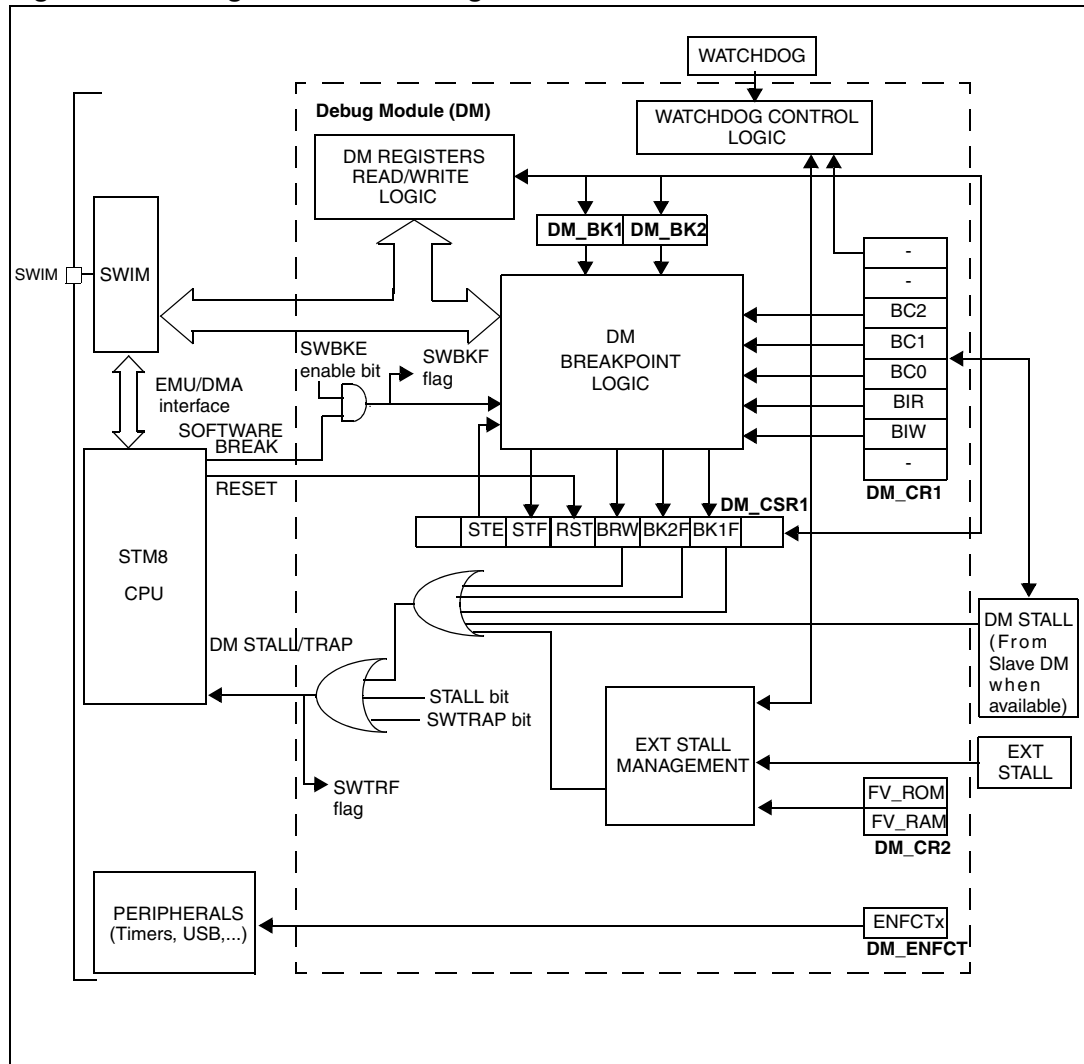 WATCHDOG
Debug Module (DM)
WATCHDOG CONTROL
LOGIC
DM REGISTERS
READ/WRITE
LOGIC
DM_BK1
DM_BK2
SWIM
SWIM
-
-
BC2
BC1
BC0
BIR
BIW
-
DM_CR1
DM
BREAKPOINT
LOGIC
SWBKE
enable bit
SWBKF
flag
EMU/DMA
interface
SOFTWARE
BREAK
RESET
DM_CSR1
STE
STF
RST
BRW
BK2F
BK1F
STM8
CPU
DM STALL/TRAP
STALL bit
SWTRAP bit
SWTRF
flag
DM STALL
(From
Slave DM
when
available)
EXT STALL
MANAGEMENT
EXT
STALL
FV_ROM
FV_RAM
DM_CR2
PERIPHERALS
(Timers, USB,...)
ENFCTx
DM_ENFCT